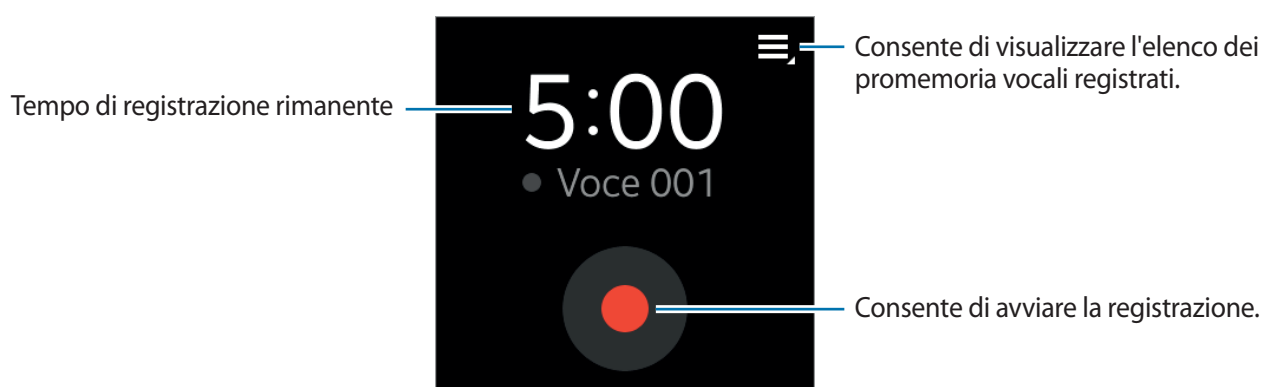 Consente di visualizzare l'elenco dei
promemoria vocali registrati.
Tempo di registrazione rimanente
5:00
Voce 001
Consente di avviare la registrazione.